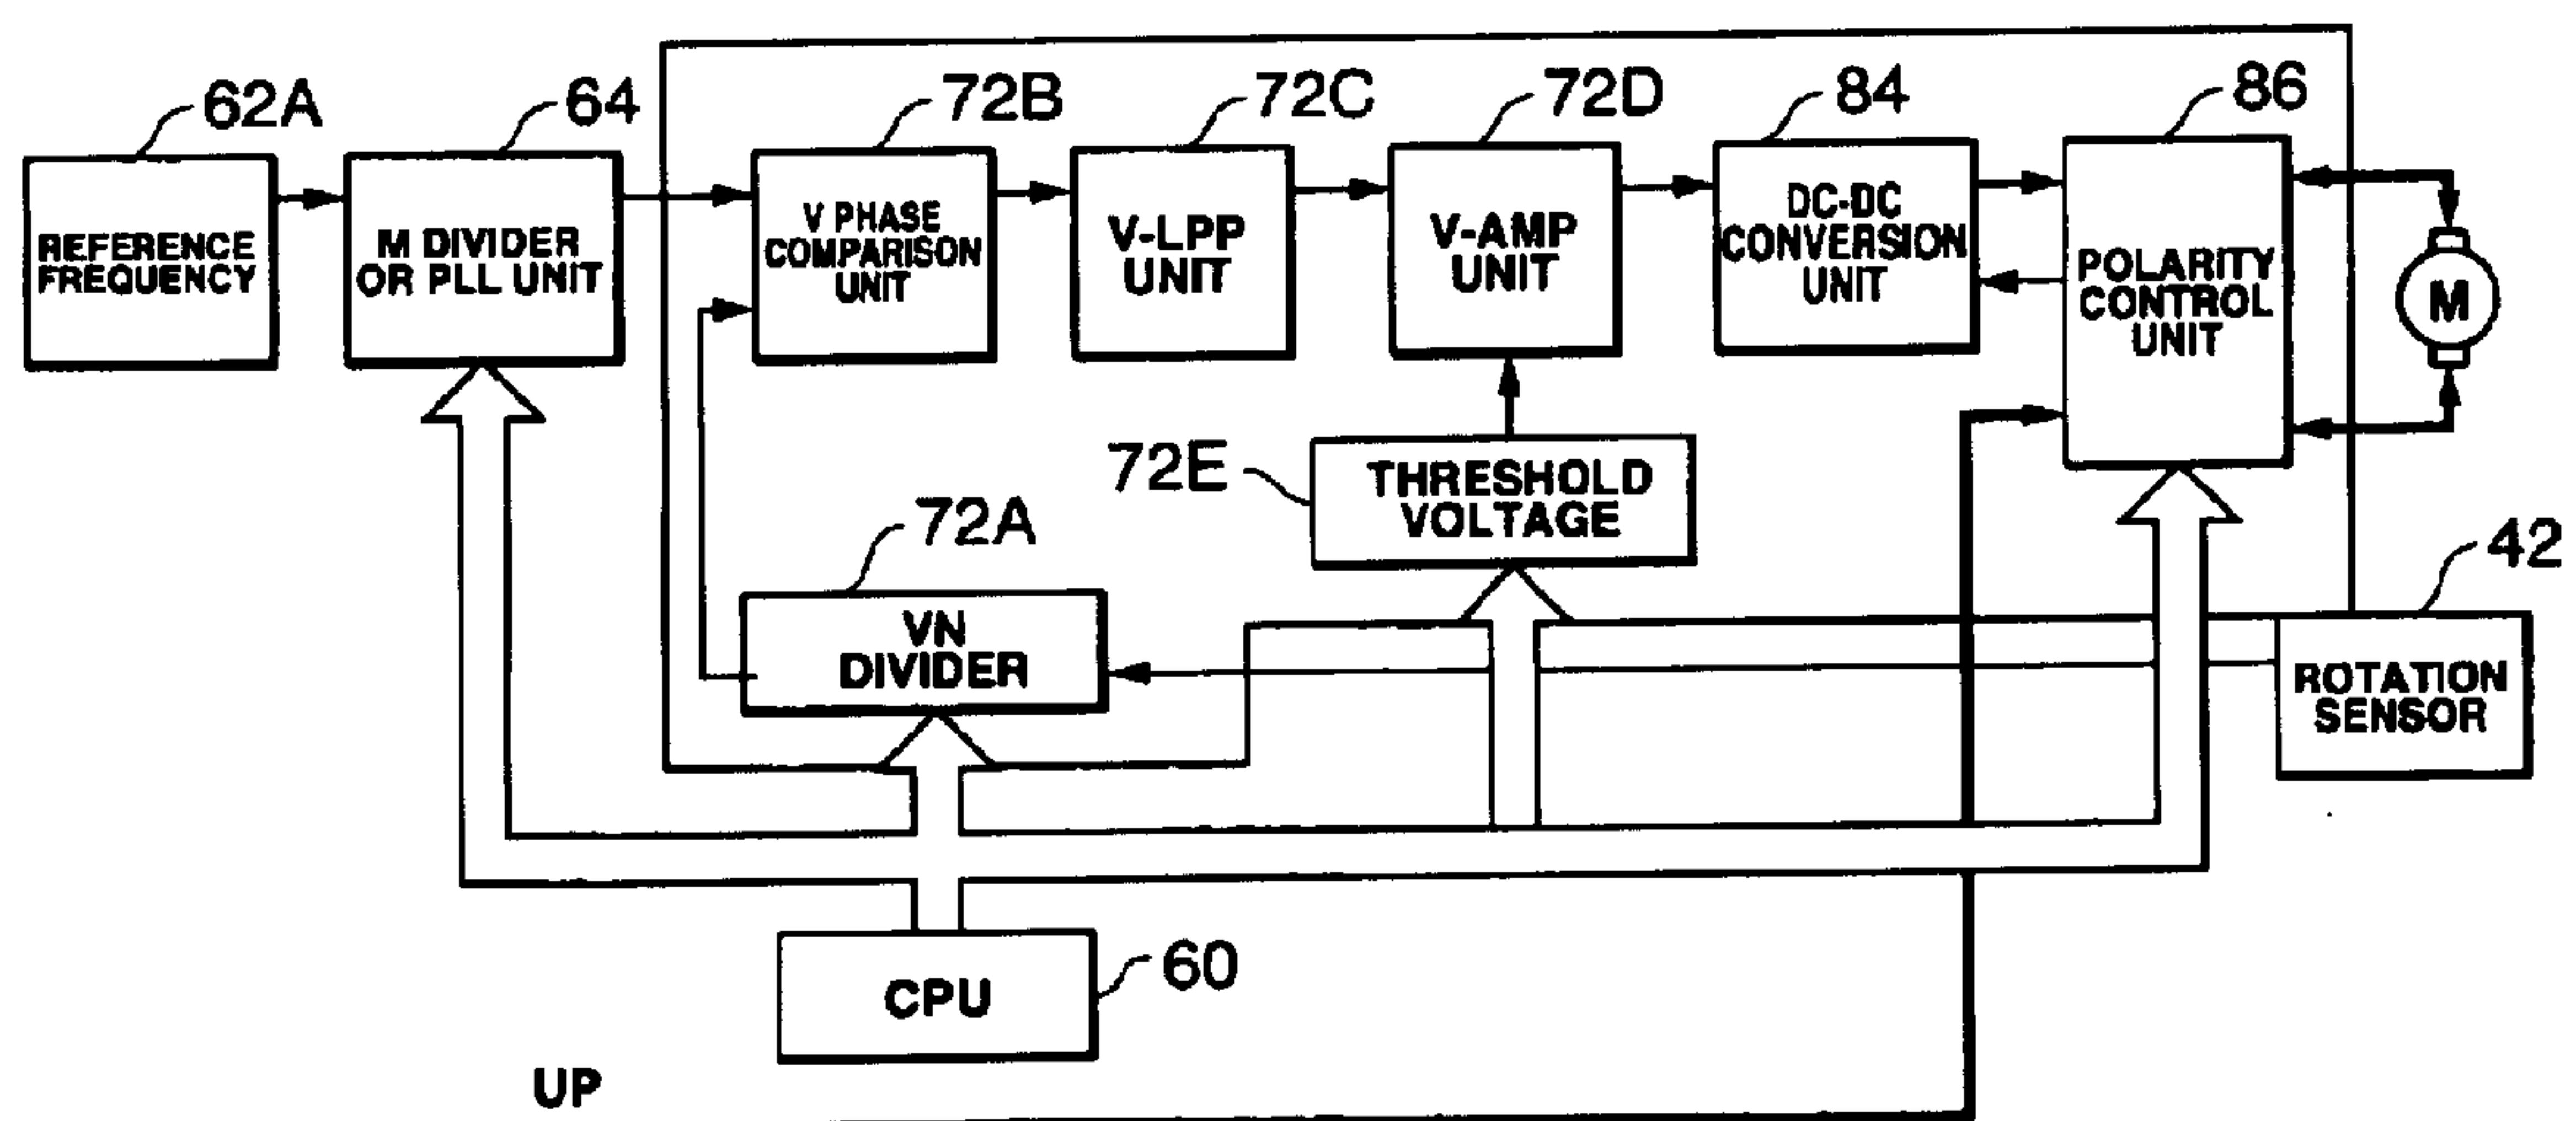 62A
64
72B
72C
72D
84
86
REFERENCE
FREQUENCY
M DIVIDER
OR PLL UNIT
V PHASE
COMPARISON
UNIT
V-LPP
UNIT
V-AMP
UNIT
DC-DC
CONVERSION
UNIT
POLARITY
CONTROL
UNIT
M
72E
THRESHOLD
VOLTAGE
72A
VN
DIVIDER
42
ROTATION
SENSOR
CPU
60
UP